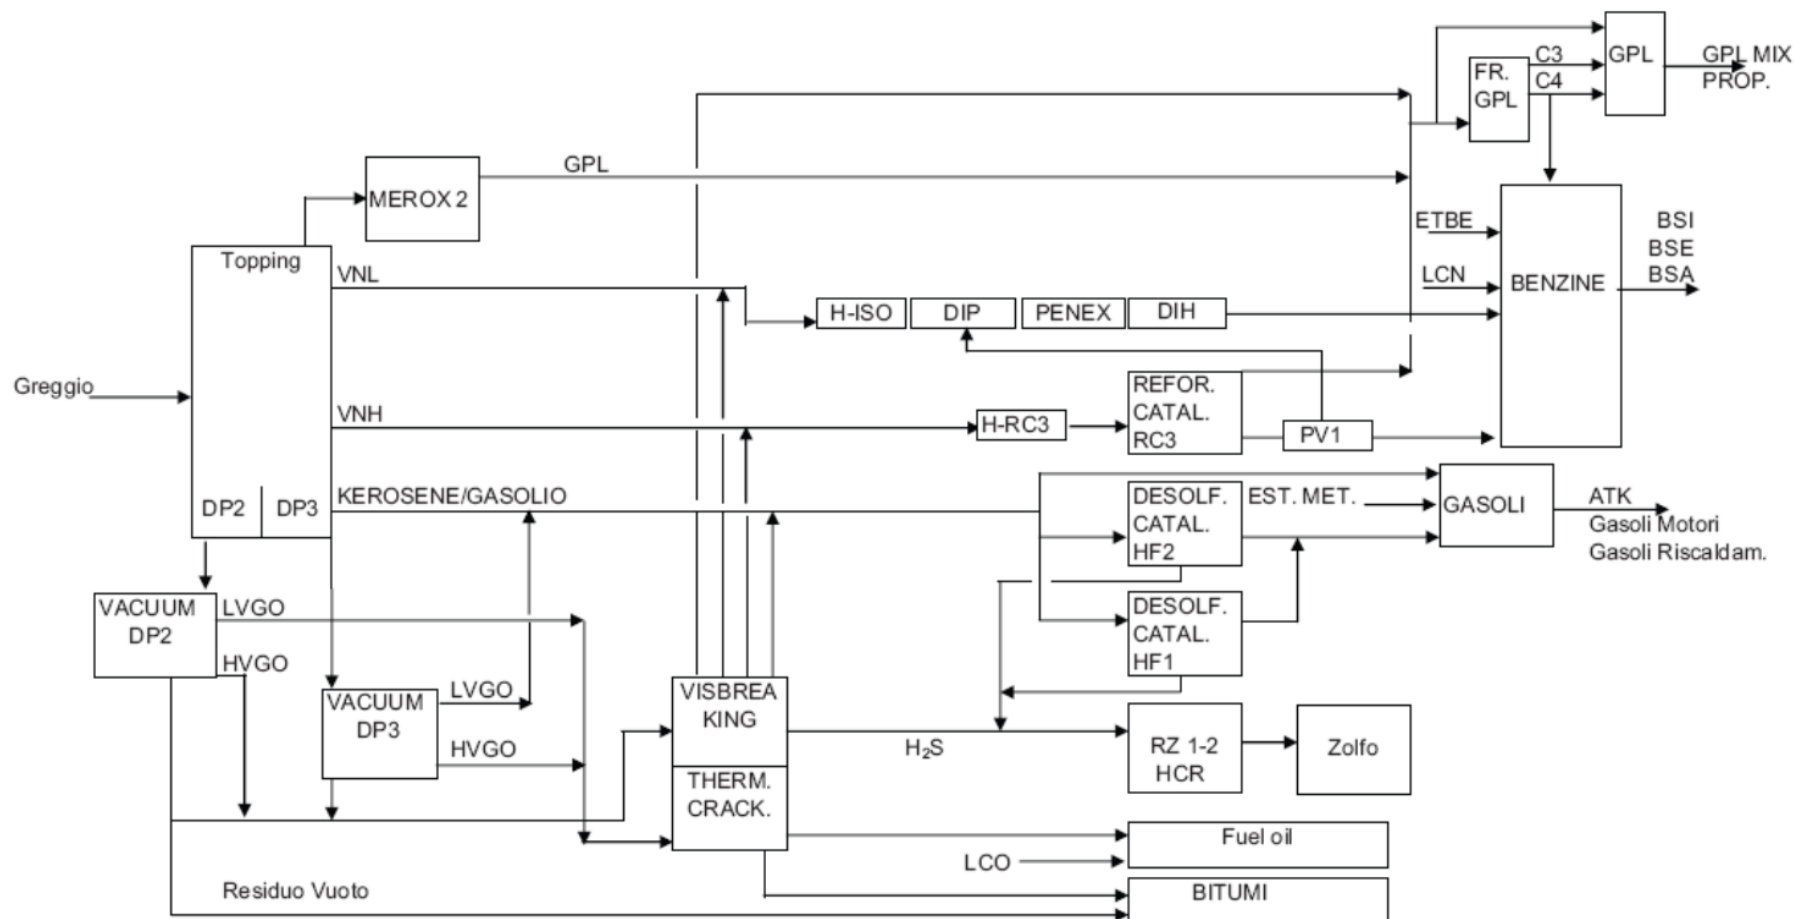 C3
GPL
GPL MIX
FR.
GPL
C4
PROP.
GPL
MEROX 2
ETBE
BSI
BSE
Topping
VNL
LCN
BENZINE
BSA
H-ISO
DIP
PENEX
DIH
Greggio
VNH
REFOR.
CATAL.
RC3
H-RC3
PV1
KEROSENE/GASOLIO
DP2
DP3
DESOLF.
CATAL.
HF2
EST. MET.
GASOLI
ATK
Gasoli Motori
Gasoli Riscaldam.
VACUUM
DP2
LVGO
HVGO
DESOLF.
CATAL.
HF1
VACUUM
DP3
LVGO
HVGO
VISBREA
KING
H2S
RZ 1-2
HCR
Zolfo
THERM.
CRACK.
Fuel oil
LCO
Residuo Vuoto
BITUMI